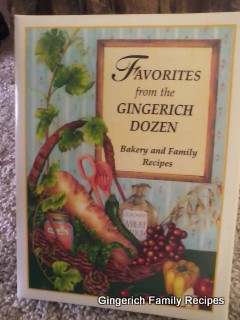 FAVORITES
from the
GINGERICH
DOZEN
Bakery and Family
Recipes
Gingerich Family Recipes